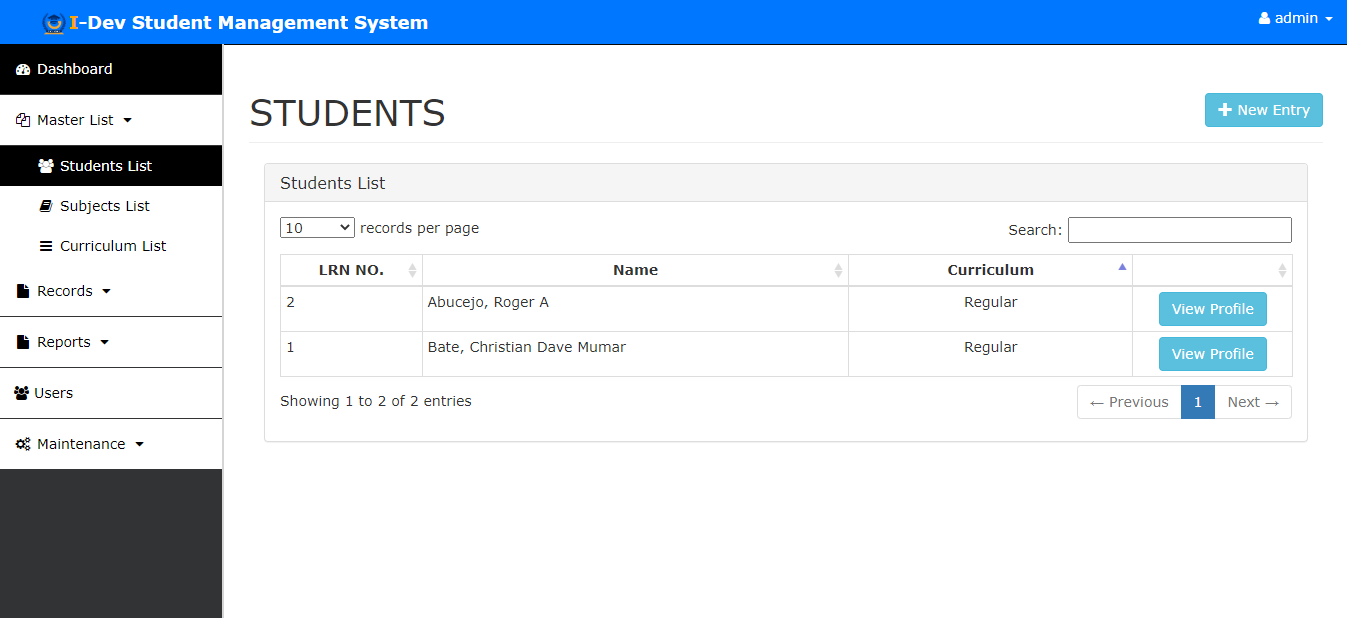 I-Dev Student Management System
admin
Dashboard
Master List
Students List
Subjects List
Curriculum List
Records
Reports
Users
Maintenance
STUDENTS
New Entry
Students List
10 records per page
Search:
LRN NO. Name Curriculum
2 Abucejo, Roger A Regular View Profile
1 Bate, Christian Dave Mumar Regular View Profile
Showing 1 to 2 of 2 entries
← Previous 1 Next →